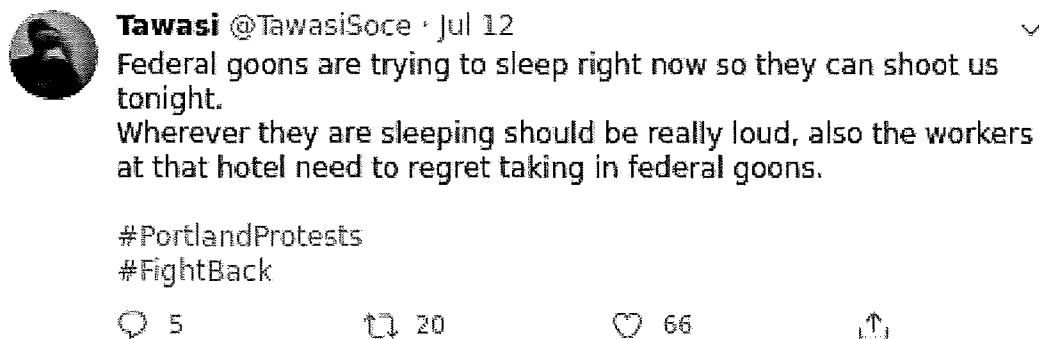 Tawasi @TawasiSoce · Jul 12
Federal goons are trying to sleep right now so they can shoot us
tonight.
Wherever they are sleeping should be really loud, also the workers
at that hotel need to regret taking in federal goons.
#PortlandProtests
#FightBack
5 20 66